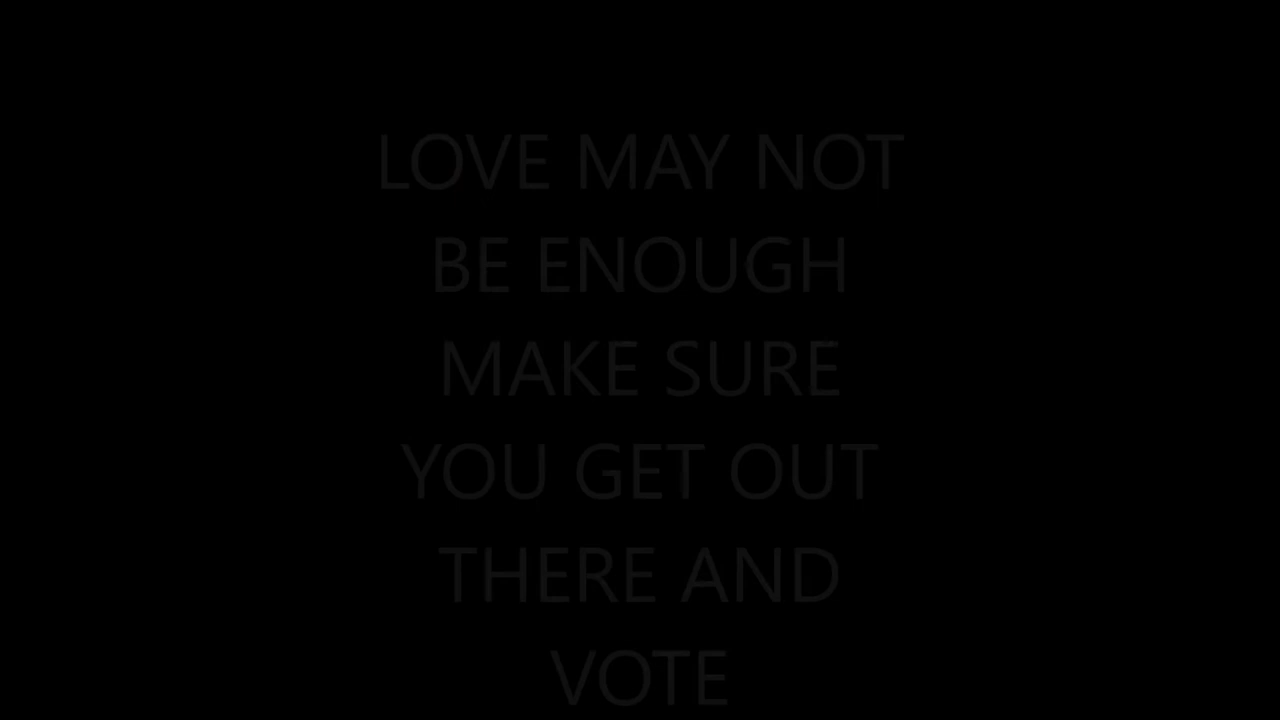 LOVE MAY NOT
BE ENOUGH
MAKE SURE
YOU GET OUT
THERE AND
VOTE